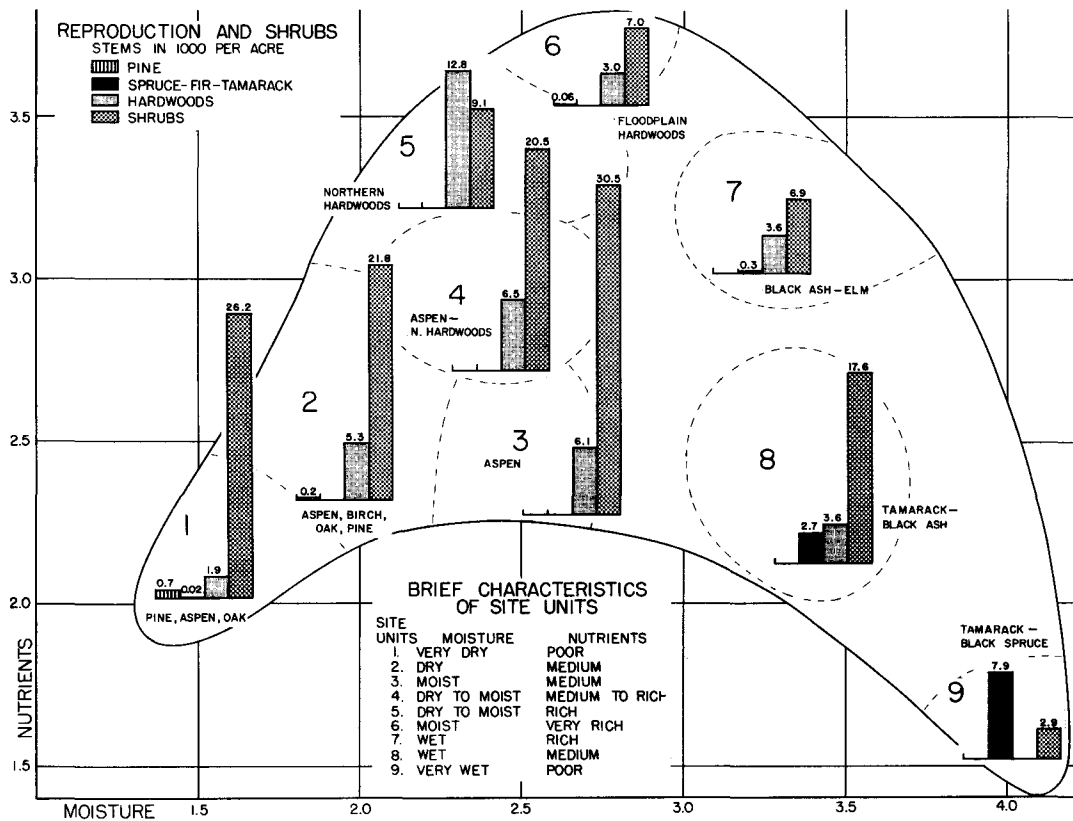 REPRODUCTION AND SHRUBS
STEMS IN 1000 PER ACRE
PINE
SPRUCE-FIR-TAMARACK
HARDWOODS
SHRUBS
6
0.06
3.0
7.0
FLOODPLAIN
HARDWOODS
5
12.8
9.1
NORTHERN
HARDWOODS
7
0.3
3.6
6.9
BLACK ASH-ELM
4
6.5
20.5
ASPEN-
N. HARDWOODS
2
0.2
5.3
21.8
ASPEN, BIRCH,
OAK, PINE
3
6.1
30.5
ASPEN
8
2.7
3.6
17.6
TAMARACK-
BLACK ASH
1
0.7
0.02
1.9
26.2
PINE, ASPEN, OAK
TAMARACK-
BLACK SPRUCE
9
7.9
2.9
BRIEF CHARACTERISTICS
OF SITE UNITS
SITE
UNITS MOISTURE NUTRIENTS
1. VERY DRY POOR
2. DRY MEDIUM
3. MOIST MEDIUM
4. DRY TO MOIST MEDIUM TO RICH
5. DRY TO MOIST RICH
6. MOIST VERY RICH
7. WET RICH
8. WET MEDIUM
9. VERY WET POOR
3.5
3.0
2.5
2.0
1.5
NUTRIENTS
MOISTURE 1.5 2.0 2.5 3.0 3.5 4.0